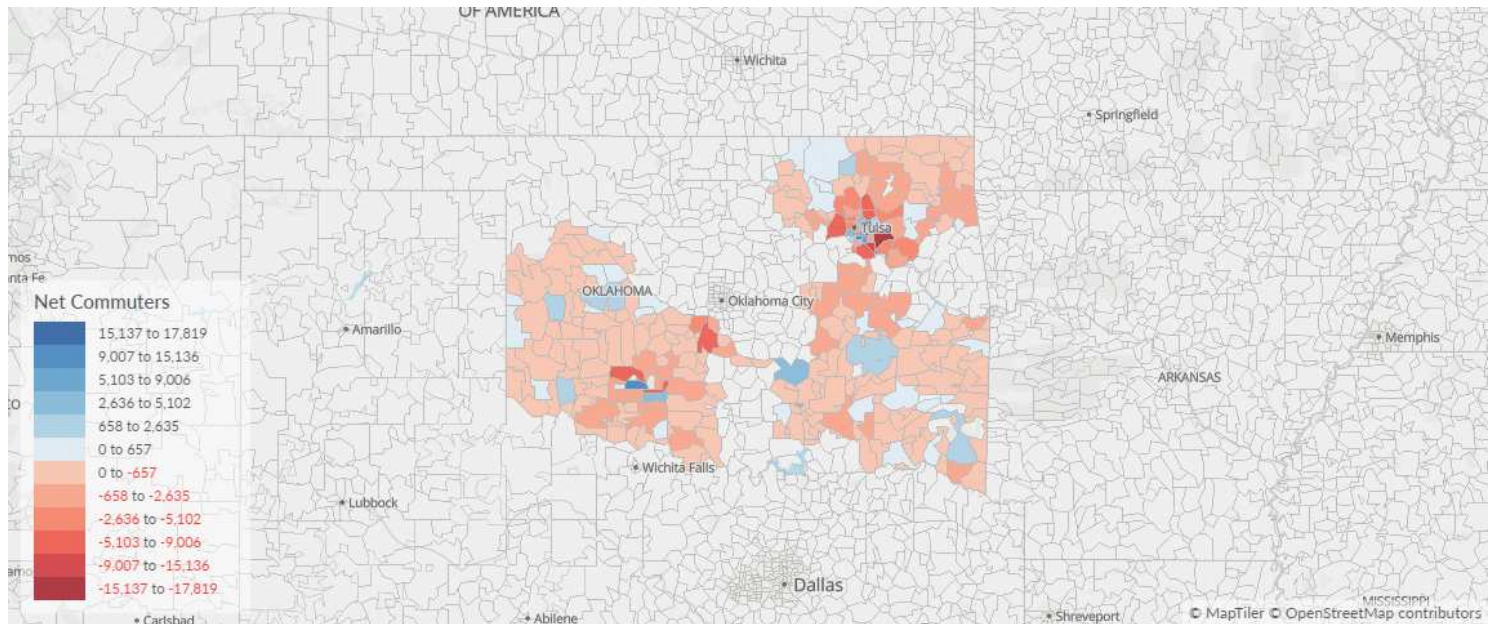 OF AMERICA
Wichita
Springfield
Tulsa
OKLAHOMA
Oklahoma City
Amarillo
Memphis
ARKANSAS
Wichita Falls
Lubbock
Dallas
Abilene
Shreveport
Carlsbad
Net Commuters
15,137 to 17,819
9,007 to 15,136
5,103 to 9,006
2,636 to 5,102
658 to 2,635
0 to 657
0 to -657
-658 to -2,635
-2,636 to -5,102
-5,103 to -9,006
-9,007 to -15,136
-15,137 to -17,819
© MapTiler © OpenStreetMap contributors